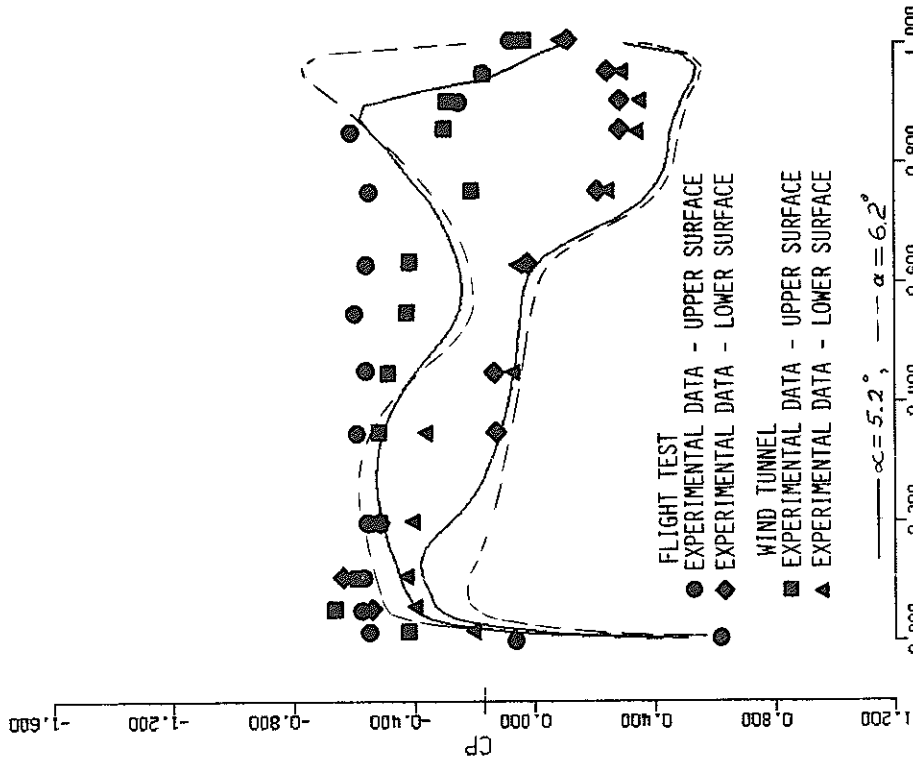 -1.600
-1.200
-0.800
-0.400
0.000
0.400
0.800
1.200
CP
FLIGHT TEST
EXPERIMENTAL DATA - UPPER SURFACE
EXPERIMENTAL DATA - LOWER SURFACE
WIND TUNNEL
EXPERIMENTAL DATA - UPPER SURFACE
EXPERIMENTAL DATA - LOWER SURFACE
α=5.2°, α=6.2°
0.000
0.200
0.400
0.600
0.800
1.000